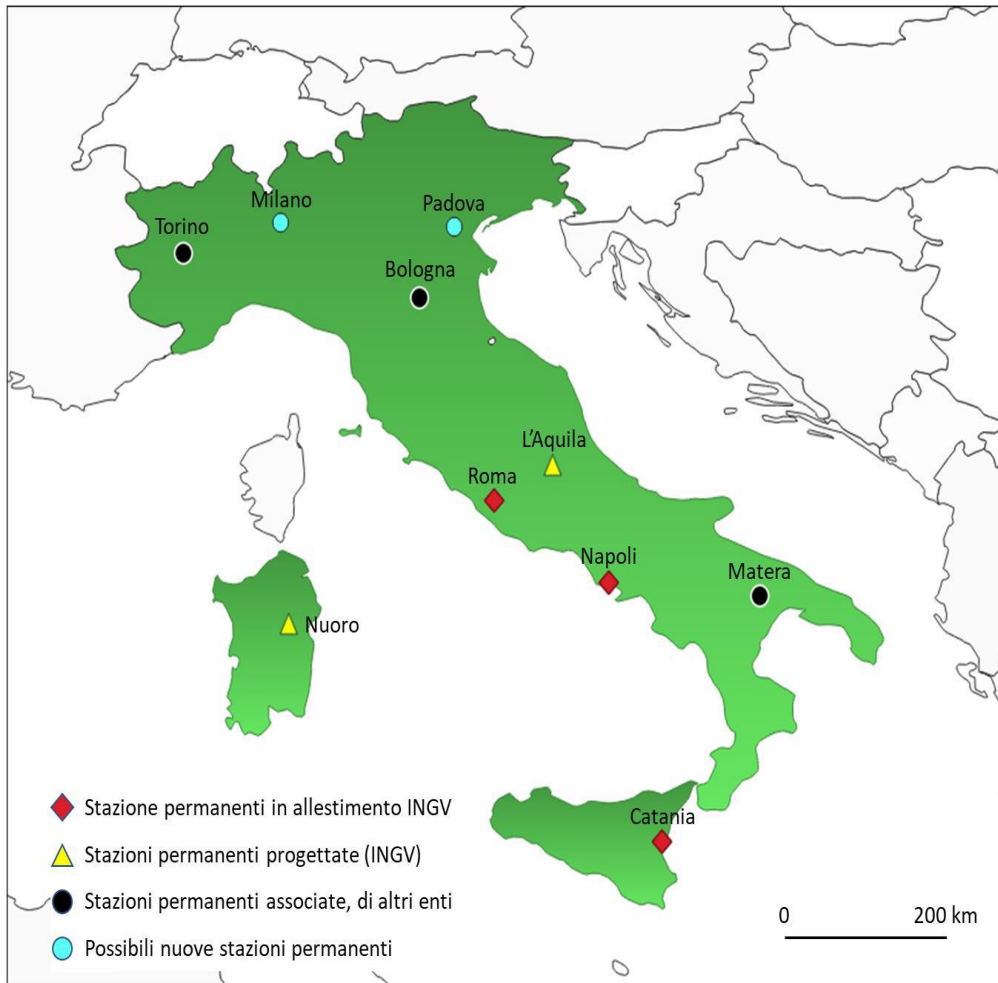 Milano
Padova
Torino
Bologna
L'Aquila
Roma
Napoli
Matera
Nuoro
Stazione permanenti in allestimento INGV
Catania
Stazioni permanenti progettate (INGV)
Stazioni permanenti associate, di altri enti
0 200 km
Possibili nuove stazioni permanenti